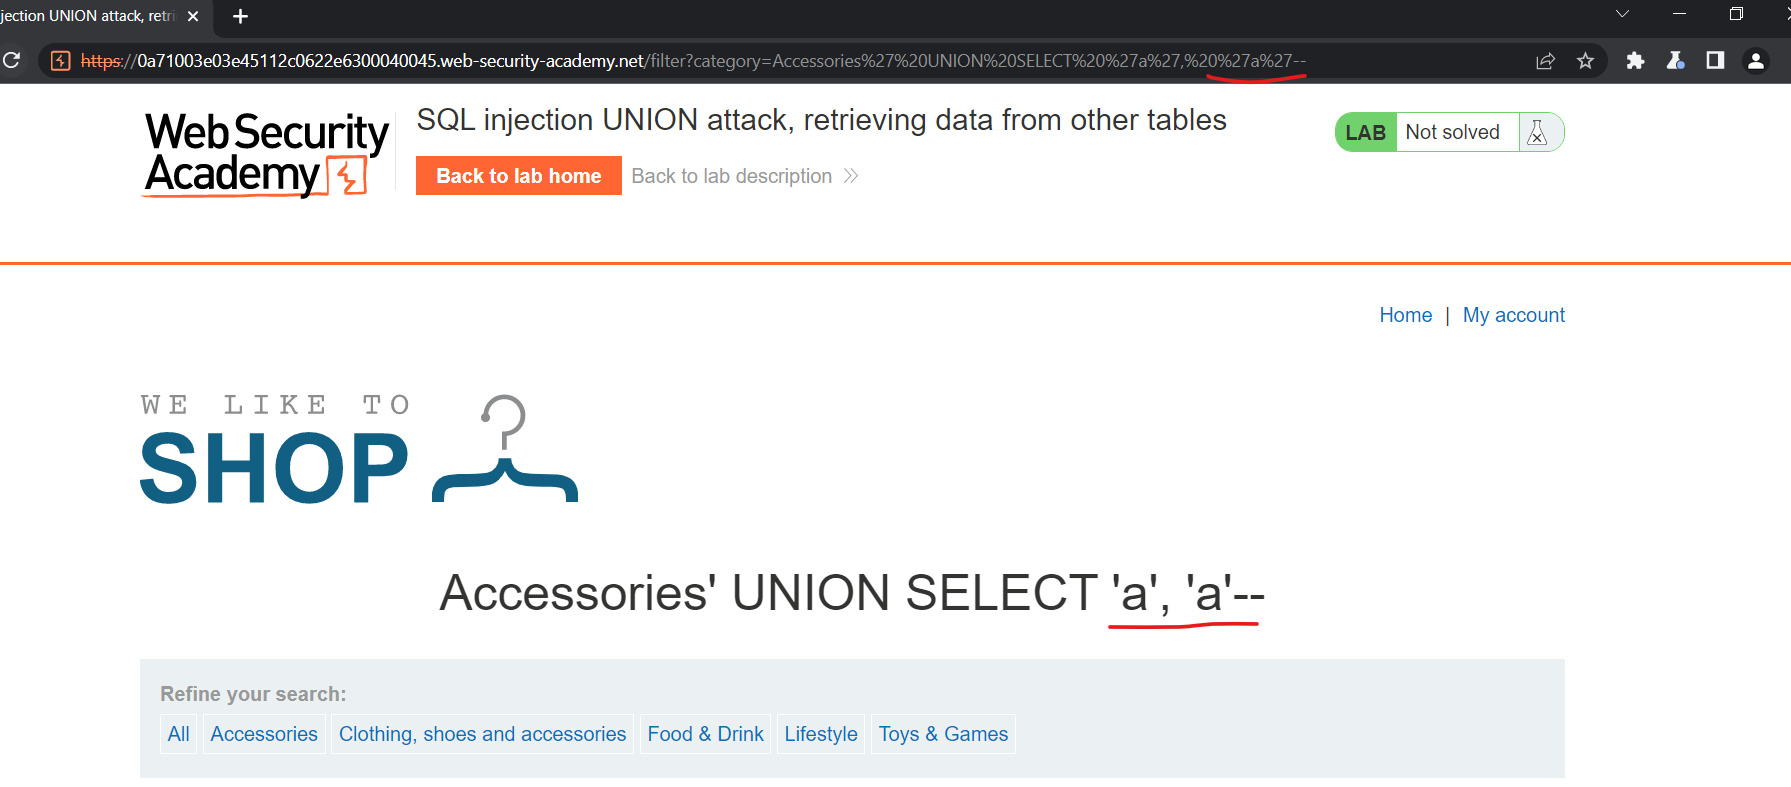 jection UNION attack, retri
https://0a71003e03e45112c0622e6300040045.web-security-academy.net/filter?category=Accessories%27%20UNION%20SELECT%20%27a%27,%20%27a%27--
Web Security
Academy
SQL injection UNION attack, retrieving data from other tables
Back to lab home
Back to lab description
LAB
Not solved
Home | My account
WE LIKE TO
SHOP
Accessories' UNION SELECT 'a', 'a'--
Refine your search:
All Accessories Clothing, shoes and accessories Food & Drink Lifestyle Toys & Games